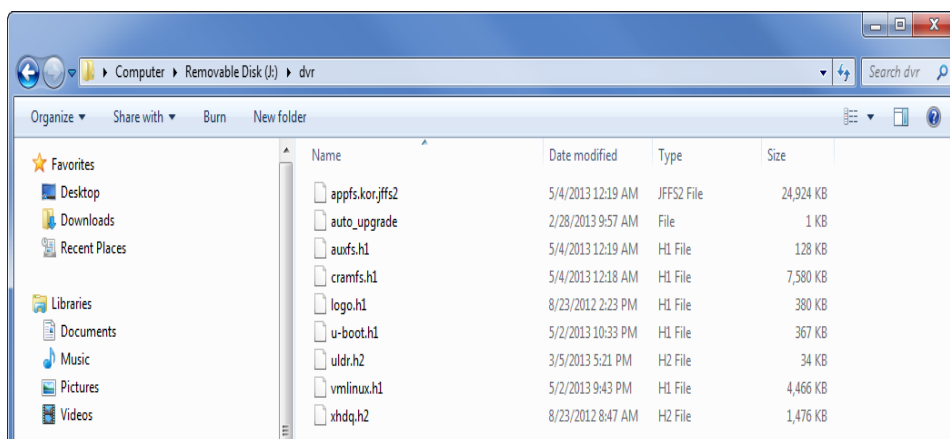 Computer Removable Disk (J:) dvr Search dvr
Organize Share with Burn New folder
Favorites
Desktop
Downloads
Recent Places
Libraries
Documents
Music
Pictures
Videos
Name Date modified Type Size
appfs.kor.jffs2 5/4/2013 12:19 AM JFFS2 File 24,924 KB
auto_upgrade 2/28/2013 9:57 AM File 1 KB
auxfs.h1 5/4/2013 12:19 AM H1 File 128 KB
cramfs.h1 5/4/2013 12:18 AM H1 File 7,580 KB
logo.h1 8/23/2012 2:23 PM H1 File 380 KB
u-boot.h1 5/2/2013 10:33 PM H1 File 367 KB
uldr.h2 3/5/2013 5:21 PM H2 File 34 KB
vmlinux.h1 5/2/2013 9:43 PM H1 File 4,466 KB
xhdq.h2 8/23/2012 8:47 AM H2 File 1,476 KB